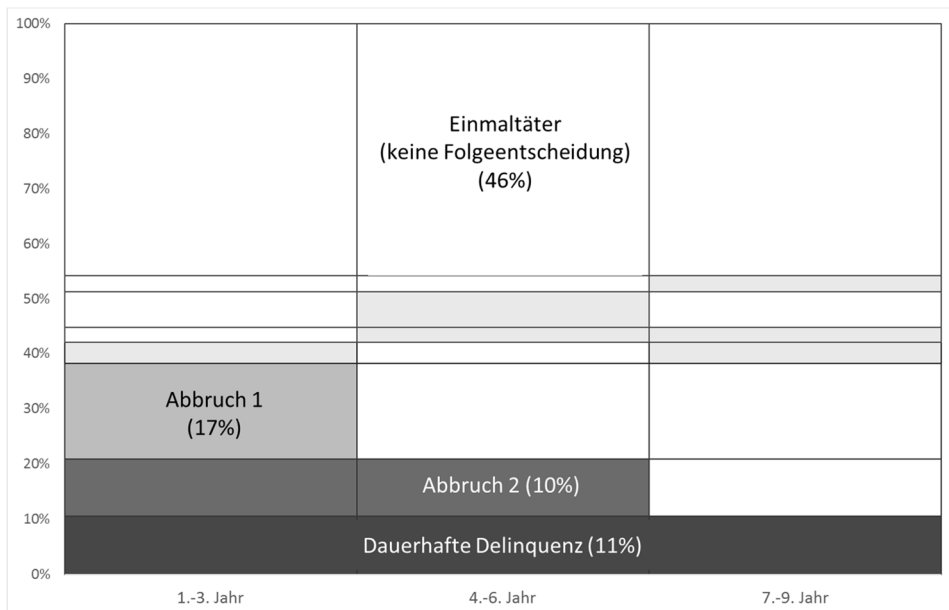 100%
90%
80%
70%
60%
50%
40%
30%
20%
10%
0%
Einmaltäter
(keine Folgeentscheidung)
(46%)
Abbruch 1
(17%)
Abbruch 2 (10%)
Dauerhafte Delinquenz (11%)
1.-3. Jahr
4.-6. Jahr
7.-9. Jahr